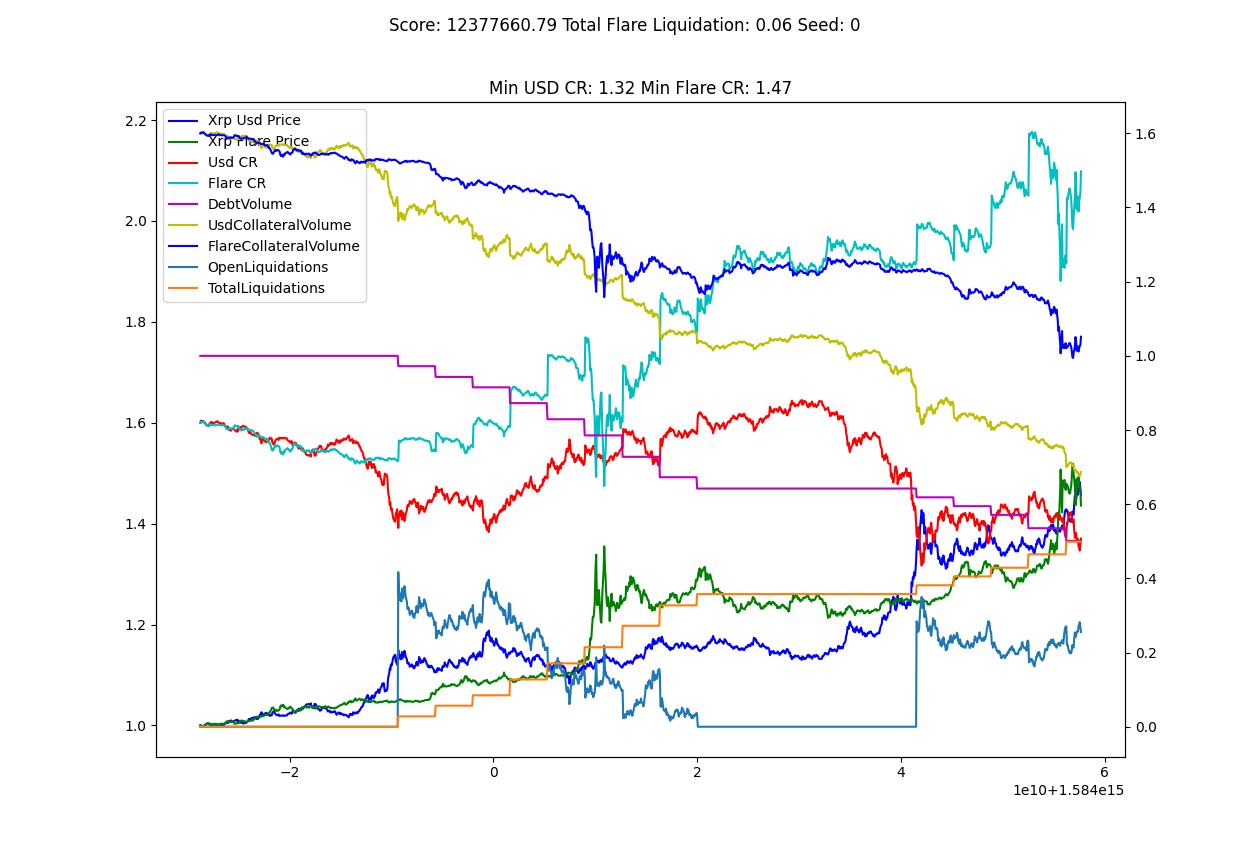 Score: 12377660.79 Total Flare Liquidation: 0.06 Seed: 0
Min USD CR: 1.32 Min Flare CR: 1.47
Xrp Usd Price
Xrp Flare Price
Usd CR
Flare CR
DebtVolume
UsdCollateralVolume
FlareCollateralVolume
OpenLiquidations
TotalLiquidations
2.2
2.0
1.8
1.6
1.4
1.2
1.0
1.6
1.4
1.2
1.0
0.8
0.6
0.4
0.2
0.0
−2
0
2
4
6
1e10+1.584e15